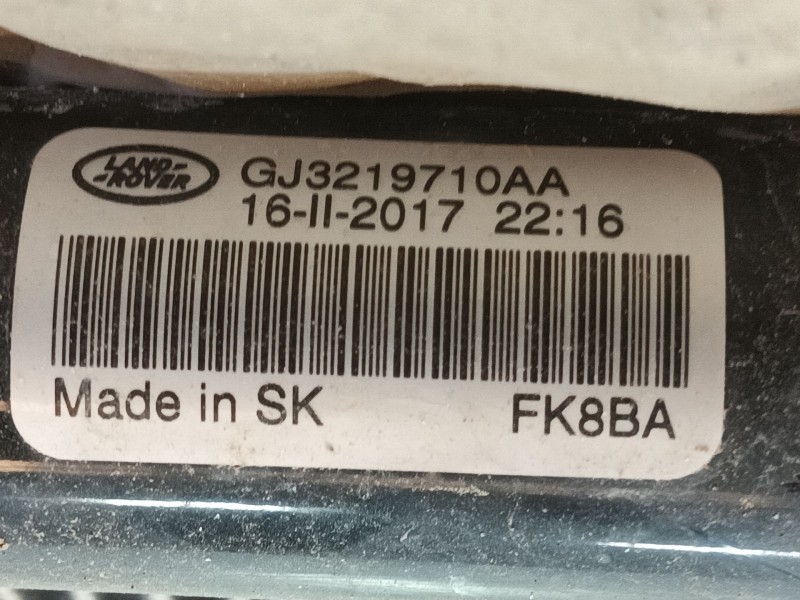 LAND-
-ROVER
GJ3219710AA
16-II-2017 22:16
Made in SK
FK8BA